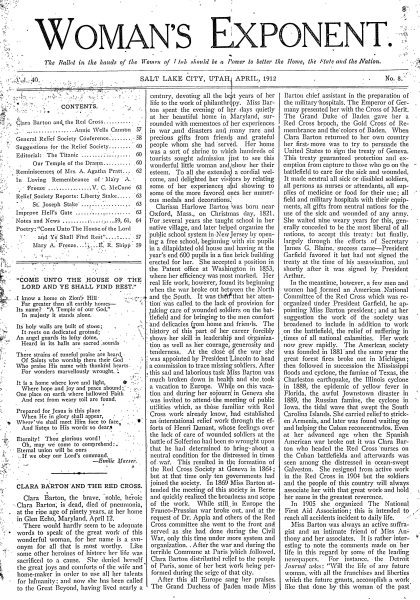 8
WOMAN'S EXPONENT.
The Ballot in the hands of the Women of Utah should be a Power to better the Home, the State and the Nation.
40.
SALT LAKE CITY, UTAH, APRIL, 1912
No. 8.
CONTENTS.
Clara Barton and the Red Cross
Annie Wells Cannon 57
General Relief Society Conference 58
Suggestions for the Relief Society 60
Editorial: The Titanic 60
Our Temple of the Dream 61
Reminiscences of Mrs. A Agatha Pratt 62
In Loving Remembrance of Mary A.
Freeze V. C. McCune 63
Relief Society Reports: Liberty Stake
St. Joseph Stake 63
Improve Hell's Gate 63
Notes and News 59, 60, 64
Poetry: "Come Unto The House of the Lord
and Ye Shall Find Rest" 57
Mary A. Freeze E. R. Shipp 59
"COME UNTO THE HOUSE OF THE
LORD AND YE SHALL FIND REST."
I know a home on Zion's Hill
Far greater than all earthly homes—
Its name? "A Temple of our God,"
In majesty it stands alone.
Its holy walls are built of stone;
It roots on dedicated ground;
An angel guards its lofty dome,
Heard in its halls are sacred sounds
There strains of earnful praise are heard,
Of Saints who worship there their God
Who praise His name with thankful hearts
For wonders marvellously wrought.
It is a home where love and light,
Where hope and joy and peace abound
One place on earth where hallowed Faith
And rest from weary toil are found.
Prepared for Jesus is this place
When He in glory shall appear,
Where we shall meet Him face to face,
And listen to His words so dear.
Eternity! Thou glorious word!
Oh, may we come to comprehend;
Eternal union will be ours
If we obey our Lord's command.
—Emilie Mercer.
CLARA BARTON AND THE RED CROSS.
Clara Barton, the brave, noble, heroic
Clara Barton, is dead, died of pneumonia,
at the ripe age of ninety years, at her home
in Glen Echo, Maryland, April 12.
There would hardly seem to be adequate
words to speak of the great work of this
wonderful woman, for her name is a synonym
for all that is most worthy. Like
some other heroines of history her life was
sacrificed to a cause. She denied herself
the great joys and comforts of the wife and
home-maker in order to use all her talents
for humanity; and now she has been called
to the Great Beyond, having lived nearly a
century, devoting all the best years of her
life to the work of philanthropy. Miss Barton
spent the evening of her days quietly
at her beautiful home in Maryland, surrounded
with mementoes of her experiences
in war and disasters and many rare and
precious gifts from friends and grateful
people whom she had served. Her home
was a sort of shrine to which hundreds of
tourists sought admission just to see this
wonderful little woman and show her their
esteem. To all she extended a cordial welcome,
and delighted her visitors by relating
some of her experiences and showing to
some of the more favored ones her numerous
medals and decorations.
Clarissa Harlowe Barton was born near
Oxford, Mass., on Christmas day, 1821.
For several years she taught school in her
native village, and later helped organize the
public school system in New Jersey by opening
a free school, beginning with six pupils
in a dilapidated old house and having at the
year's end 600 pupils in a fine brick building
erected for her. She accepted a position in
the Patent office at Washington in 1853,
where her efficiency was most marked. Her
real life work, however, found its beginning
when the war broke out between the North
and the South. It was then that her attention
was called to the lack of provision for
taking care of wounded soldiers on the battlefield
and for bringing to the men comfort
and delicacies from home and friends. The
history of this part of her career forcibly
shows her skill in leadership and organization
as well as her courage, generosity and
tenderness. At the close of the war she
was appointed by President Lincoln to head
a commission to trace missing soldiers. After
this sad and laborious task Miss Barton was
much broken down in health and she took
a vacation to Europe. While on this vacation
and during her sojourn in Geneva she
was invited to attend the meeting of public
utilities which, as those familiar with Red
Cross work already know, had established
an international relief work through the efforts
of Henri Dunant, whose feelings over
the lack of care of wounded soldiers at the
battle of Solferino had been so wrought upon
that he had determined to bring about a
neutral condition for the distressed in times
of war. This resulted in the formation of
the Red Cross Society at Geneva in 1864;
but at that time only six governments had
joined the society. In 1869 Miss Barton attended
the meeting of this society in Paris
and quickly realized the breadth and scope
of the work. While still in Europe the
Franco-Prussian war broke out, and at the
request of Dr. Appia and others of the Red
Cross committee she went to the front and
served as she had done during the Civil
War, only this time under more system and
organization. After the war and during the
terrible Commune at Paris which followed,
Clara Barton distributed relief to the people
of Paris, some of her best work being performed
during the seige of that city.
After this all Europe sang her praises.
The Grand Duchess of Baden made Miss
Barton chief assistant in the preparation of
the military hospitals. The Emperor of Germany
presented her with the Cross of Merit.
The Grand Duke of Baden gave her a
Red Cross brooch, the Gold Cross of Remembrance
and the colors of Baden. When
Clara Barton returned to her own country
her first move was to try to persuade the
United States to sign the treaty of Geneva.
This treaty guaranteed protection and exemption
from capture to those who go on the
battlefield to care for the sick and wounded.
It made neutral all sick or disabled soldiers,
all persons as nurses or attendants, all supplies
of medicine or food for their use; all
field and military hospitals with their equipments,
all gifts from neutral nations for the
use of the sick and wounded of any army.
She waited nine weary years for this, generally
conceded to be the most liberal of all
nations, to accept this treaty; but finally,
largely through the efforts of Secretary
James G. Blaine, success came—President
Garfield favored it but had not signed the
treaty at the time of his assassination, and
shortly after it was signed by President
Arthur.
In the meantime, however, a few men and
women had formed an American National
Committee of the Red Cross which was reorganized
under President Garfield, he appointing
Miss Barton president; and at her
suggestion the work of the society was
broadened to include in addition to work
on the battlefield, the relief of suffering in
times of all national calamities. Her work
now grew rapidly. The American society
was founded in 1881 and the same year the
great forest fires broke out in Michigan;
then followed in succession the Mississippi
floods and cyclone, the famine of Texas, the
Charleston earthquake, the Illinois cyclone
in 1888, the epidemic of yellow fever in
Florida, the awful Johnstown disaster in
1889, the Russian famine, the cyclone in
Iowa, the tidal wave that swept the South
Carolina Islands. She carried relief to stricken
Armenia, and later was found waiting on
and helping the Cuban reconcentrados. Even
at her advanced age when the Spanish
American war broke out it was Clara Barton
who headed the Red Cross nurses on
the Cuban battlefields and afterwards was
seen among the distressed in ocean-swept
Galveston. She resigned from active work
in the Red Cross in 1904 but the soldiers
and the people of this country will always
associate her name with that great work and
hold her name in the greatest reverence.
In 1905 she organized The National
First Aid Association; this is intended to
reach all accidents incident to daily life.
Miss Barton was always an active suffragist
and an intimate friend of Miss Anthony
and her associates. It is rather interesting
to note the comments made on her
life in this regard by some of the leading
newspapers. For instance, the Detroit
Journal asks: "Will the life of any future
woman, with all the franchises and liberties
which the future grants, accomplish a work
like that done by this woman of the past